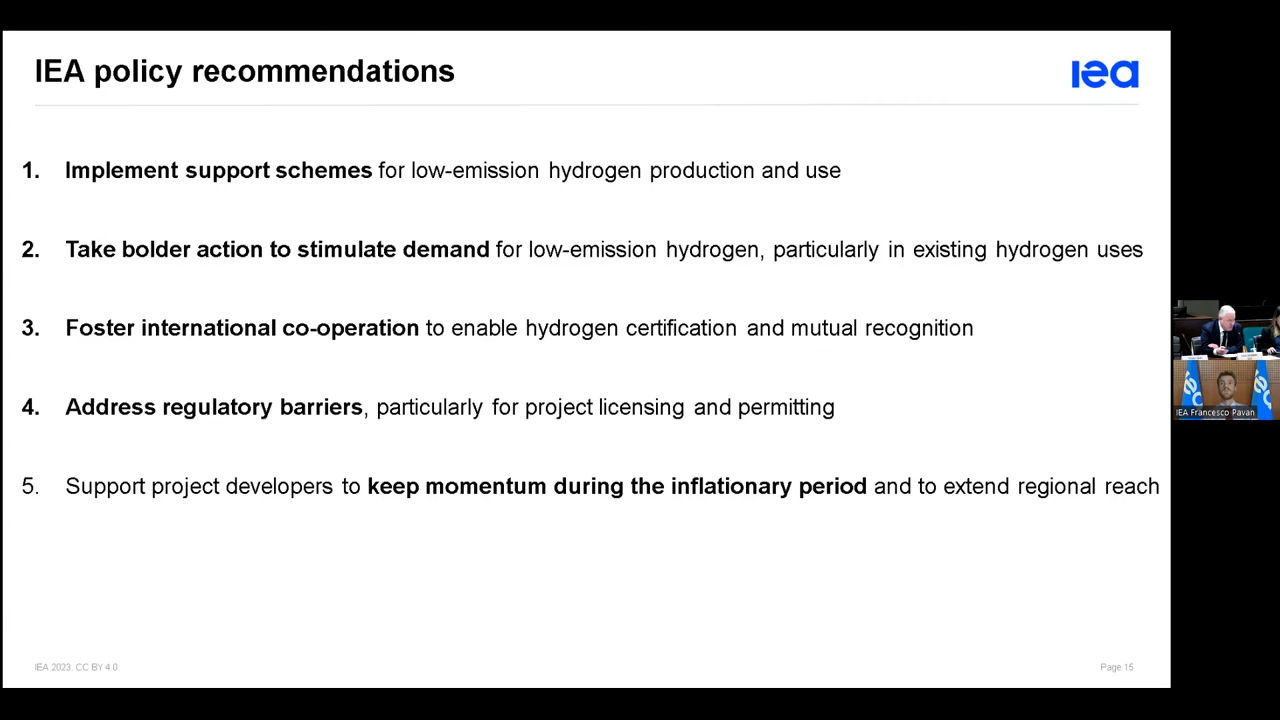 IEA policy recommendations
iea
1. Implement support schemes for low-emission hydrogen production and use
2. Take bolder action to stimulate demand for low-emission hydrogen, particularly in existing hydrogen uses
3. Foster international co-operation to enable hydrogen certification and mutual recognition
4. Address regulatory barriers, particularly for project licensing and permitting
5. Support project developers to keep momentum during the inflationary period and to extend regional reach
IEA Francesco Pavan
IEA 2023. CC BY 4.0.
Page 15